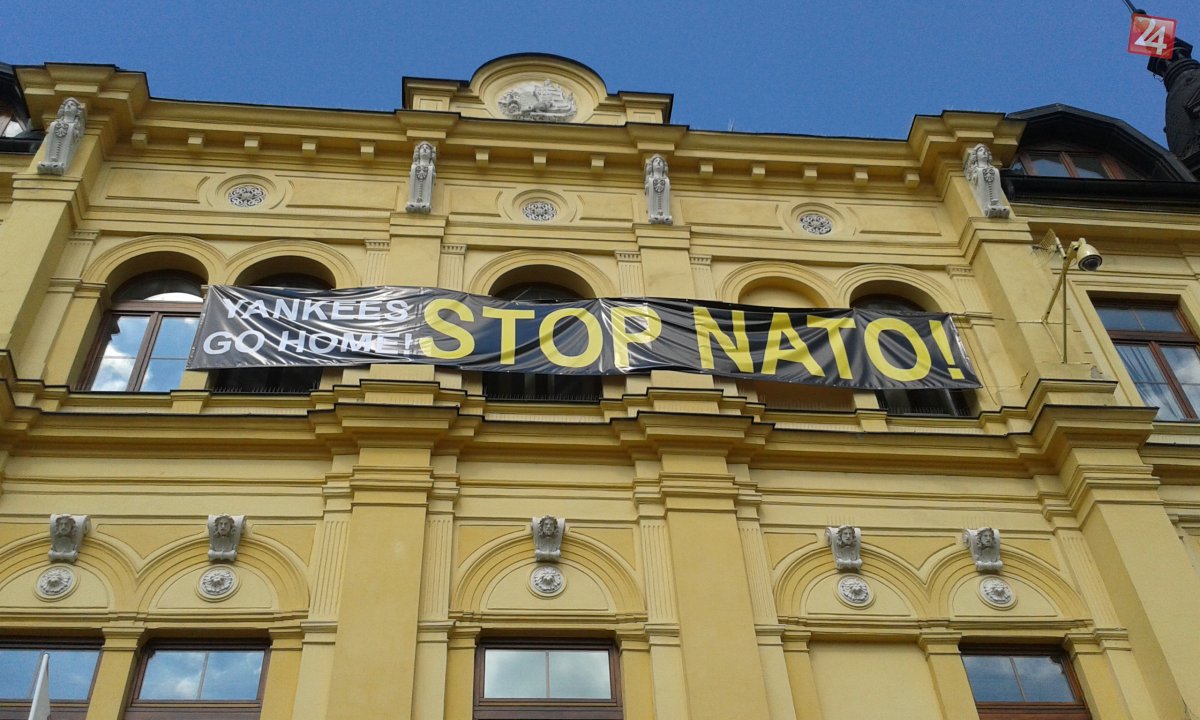 24
YANKEES
GO HOME!
STOP NATO!